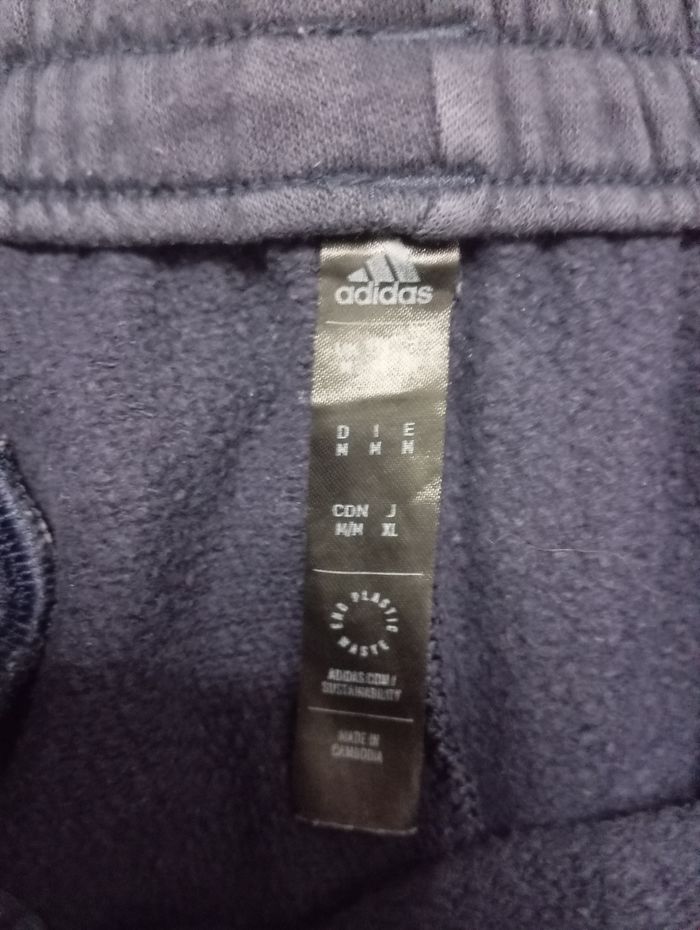 adidas
D I E
M M M
CDN J
M/M XL
END PLASTIC WASTE
ADIDAS.COM/
SUSTAINABILITY
MADE IN
CAMBODIA